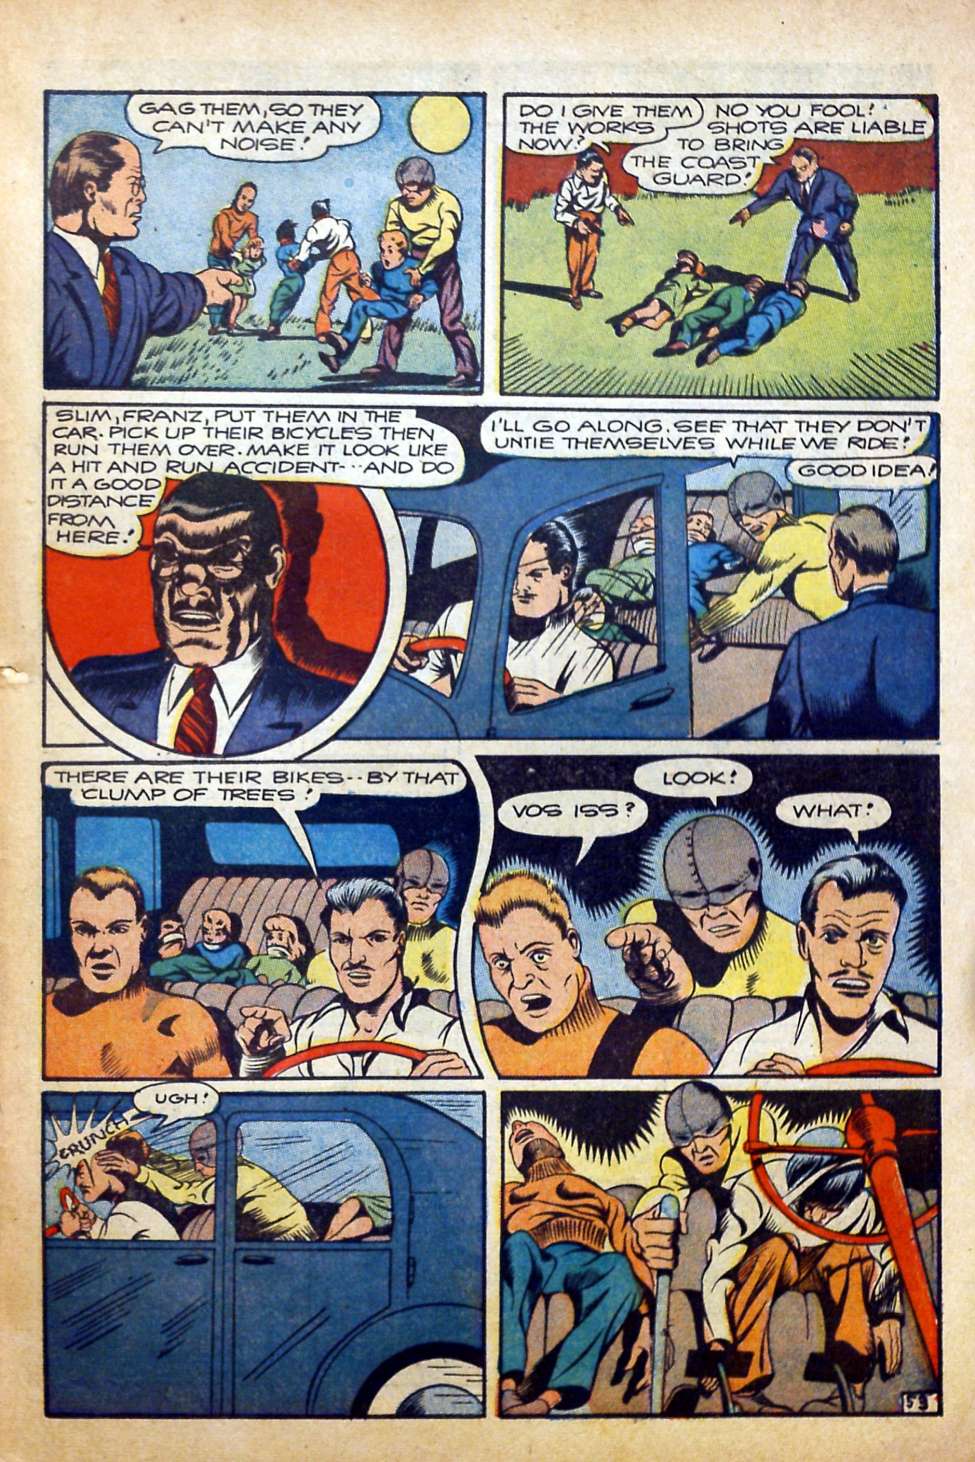 GAG THEM, SO THEY
CAN'T MAKE ANY
NOISE!
DO I GIVE THEM
THE WORKS
NOW?
NO YOU FOOL!
SHOTS ARE LIABLE
TO BRING
THE COAST
GUARD!
SLIM, FRANZ, PUT THEM IN THE
CAR. PICK UP THEIR BICYCLES THEN
RUN THEM OVER. MAKE IT LOOK LIKE
A HIT AND RUN ACCIDENT--- AND DO
IT A GOOD
DISTANCE
FROM
HERE!
I'LL GO ALONG. SEE THAT THEY DON'T
UNTIE THEMSELVES WHILE WE RIDE!
GOOD IDEA!
THERE ARE THEIR BIKES-- BY THAT
CLUMP OF TREES!
VOS ISS?
LOOK!
WHAT!
CRUNCH
UGH!
53